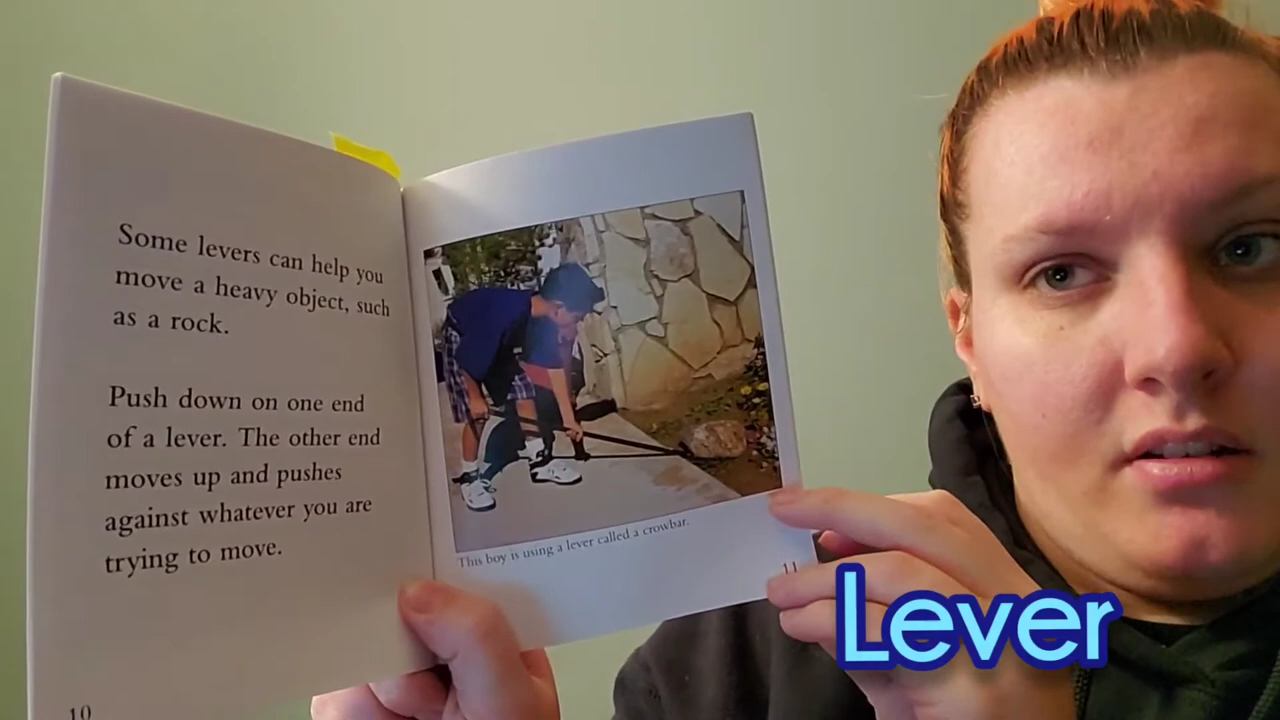 Some levers can help you
move a heavy object, such
as a rock.
Push down on one end
of a lever. The other end
moves up and pushes
against whatever you are
trying to move.
10
This boy is using a lever called a crowbar.
11
Lever